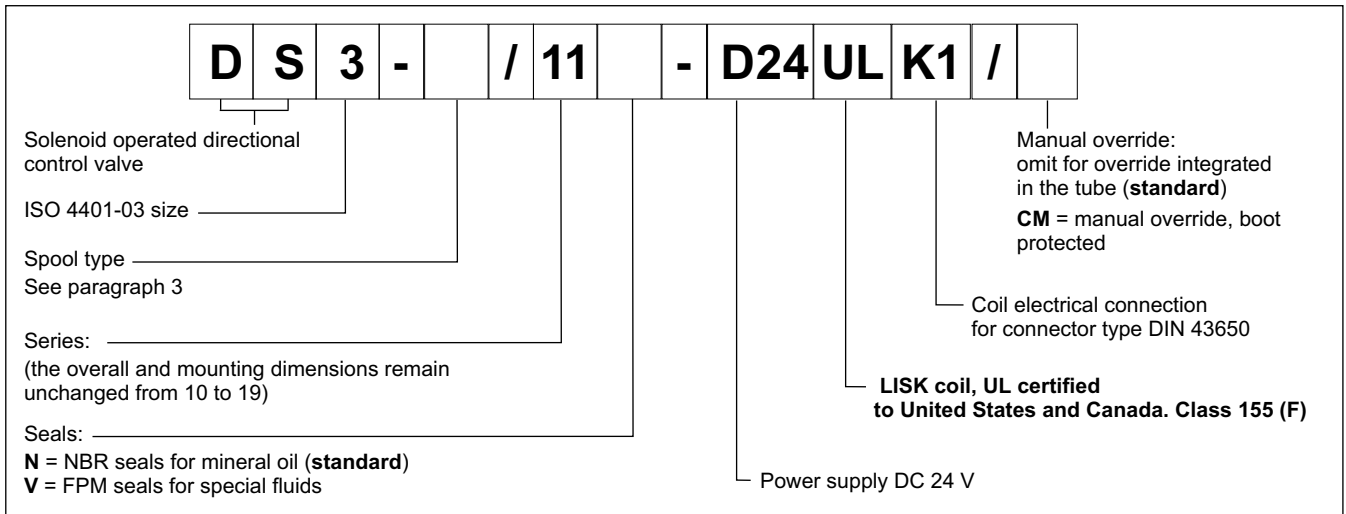 D S 3 - / 11 - D24 UL K1 /
Solenoid operated directional
control valve
ISO 4401-03 size
Spool type
See paragraph 3
Series:
(the overall and mounting dimensions remain
unchanged from 10 to 19)
Seals:
N = NBR seals for mineral oil (standard)
V = FPM seals for special fluids
Manual override:
omit for override integrated
in the tube (standard)
CM = manual override, boot
protected
Coil electrical connection
for connector type DIN 43650
LISK coil, UL certified
to United States and Canada. Class 155 (F)
Power supply DC 24 V